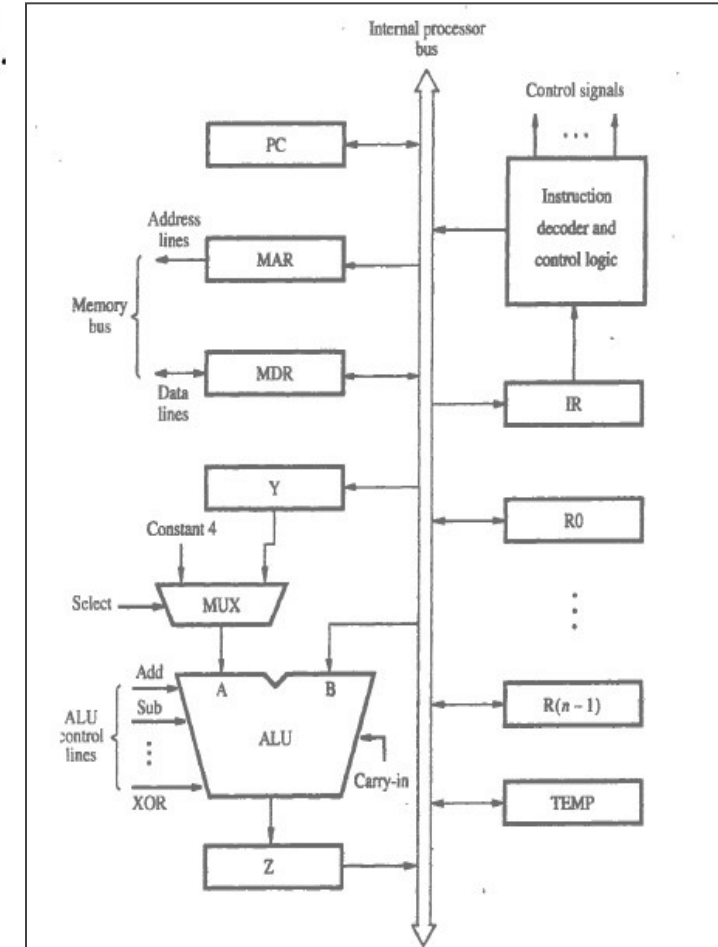 Internal processor
bus
Control signals
...
PC
Instruction
decoder and
control logic
Address
lines
MAR
Memory
bus
MDR
Data
lines
IR
Y
Constant 4
R0
Select
MUX
Add
A
B
Sub
ALU
control
lines
ALU
R(n − 1)
Carry-in
XOR
TEMP
Z